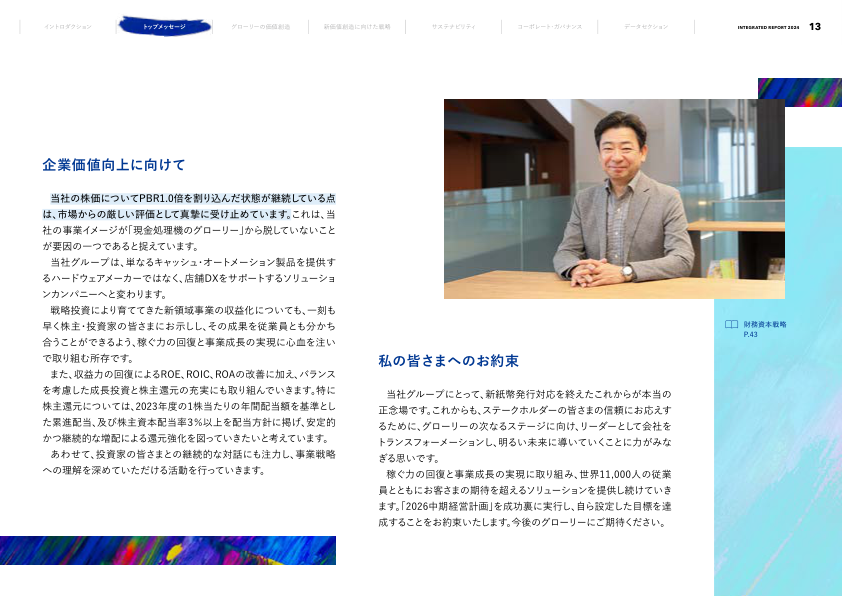 イントロダクション
トップメッセージ
グローリーの価値創造
新価値創造に向けた戦略
サステナビリティ
コーポレート・ガバナンス
データセクション
INTEGRATED REPORT 2024 13
企業価値向上に向けて
当社の株価についてPBR1.0倍を割り込んだ状態が継続している点
は、市場からの厳しい評価として真摯に受け止めています。これは、当
社の事業イメージが「現金処理機のグローリー」から脱していないこと
が要因の一つであると捉えています。
当社グループは、単なるキャッシュ・オートメーション製品を提供す
るハードウェアメーカーではなく、店舗DXをサポートするソリューショ
ンカンパニーへと変わります。
戦略投資により育ててきた新領域事業の収益化についても、一刻も
早く株主・投資家の皆さまにお示しし、その成果を従業員とも分かち
合うことができるよう、稼ぐ力の回復と事業成長の実現に心血を注い
で取り組む所存です。
また、収益力の回復によるROE、ROIC、ROAの改善に加え、バランス
を考慮した成長投資と株主還元の充実にも取り組んでいきます。特に
株主還元については、2023年度の1株当たりの年間配当額を基準とし
た累進配当、及び株主資本配当率3％以上を配当方針に掲げ、安定的
かつ継続的な増配による還元強化を図っていきたいと考えています。
あわせて、投資家の皆さまとの継続的な対話にも注力し、事業戦略
への理解を深めていただける活動を行っていきます。
財務資本戦略
P.43
私の皆さまへのお約束
当社グループにとって、新紙幣発行対応を終えたこれからが本当の
正念場です。これからも、ステークホルダーの皆さまの信頼にお応えす
るために、グローリーの次なるステージに向け、リーダーとして会社を
トランスフォーメーションし、明るい未来に導いていくことに力がみな
ぎる思いです。
稼ぐ力の回復と事業成長の実現に取り組み、世界11,000人の従業
員とともにお客さまの期待を超えるソリューションを提供し続けていき
ます。「2026中期経営計画」を成功裏に実行し、自ら設定した目標を達
成することをお約束いたします。今後のグローリーにご期待ください。